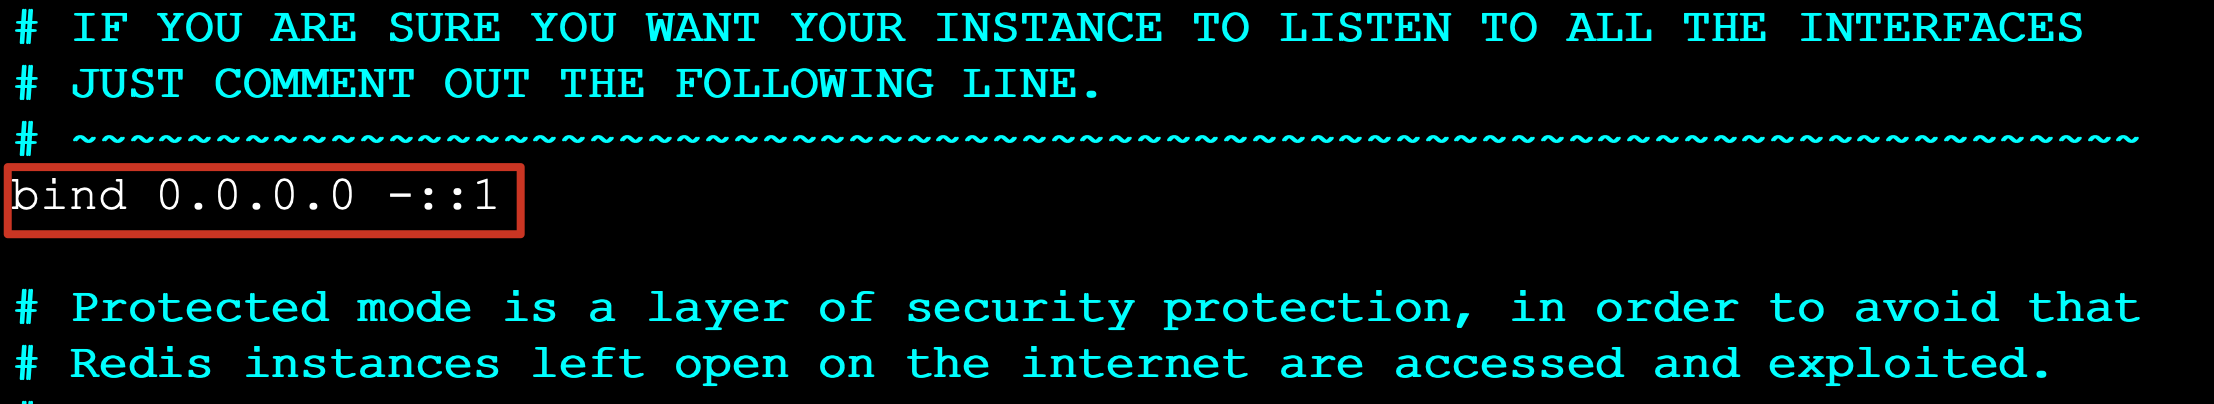 # IF YOU ARE SURE YOU WANT YOUR INSTANCE TO LISTEN TO ALL THE INTERFACES
# JUST COMMENT OUT THE FOLLOWING LINE.
# ~~~~~~~~~~~~~~~~~~~~~~~~~~~~~~~~~~~~~~~~~~~~~~~~~~~~~~~~~~~~~~~~~~~~~~~~
bind 0.0.0.0 -::1
# Protected mode is a layer of security protection, in order to avoid that
# Redis instances left open on the internet are accessed and exploited.
#